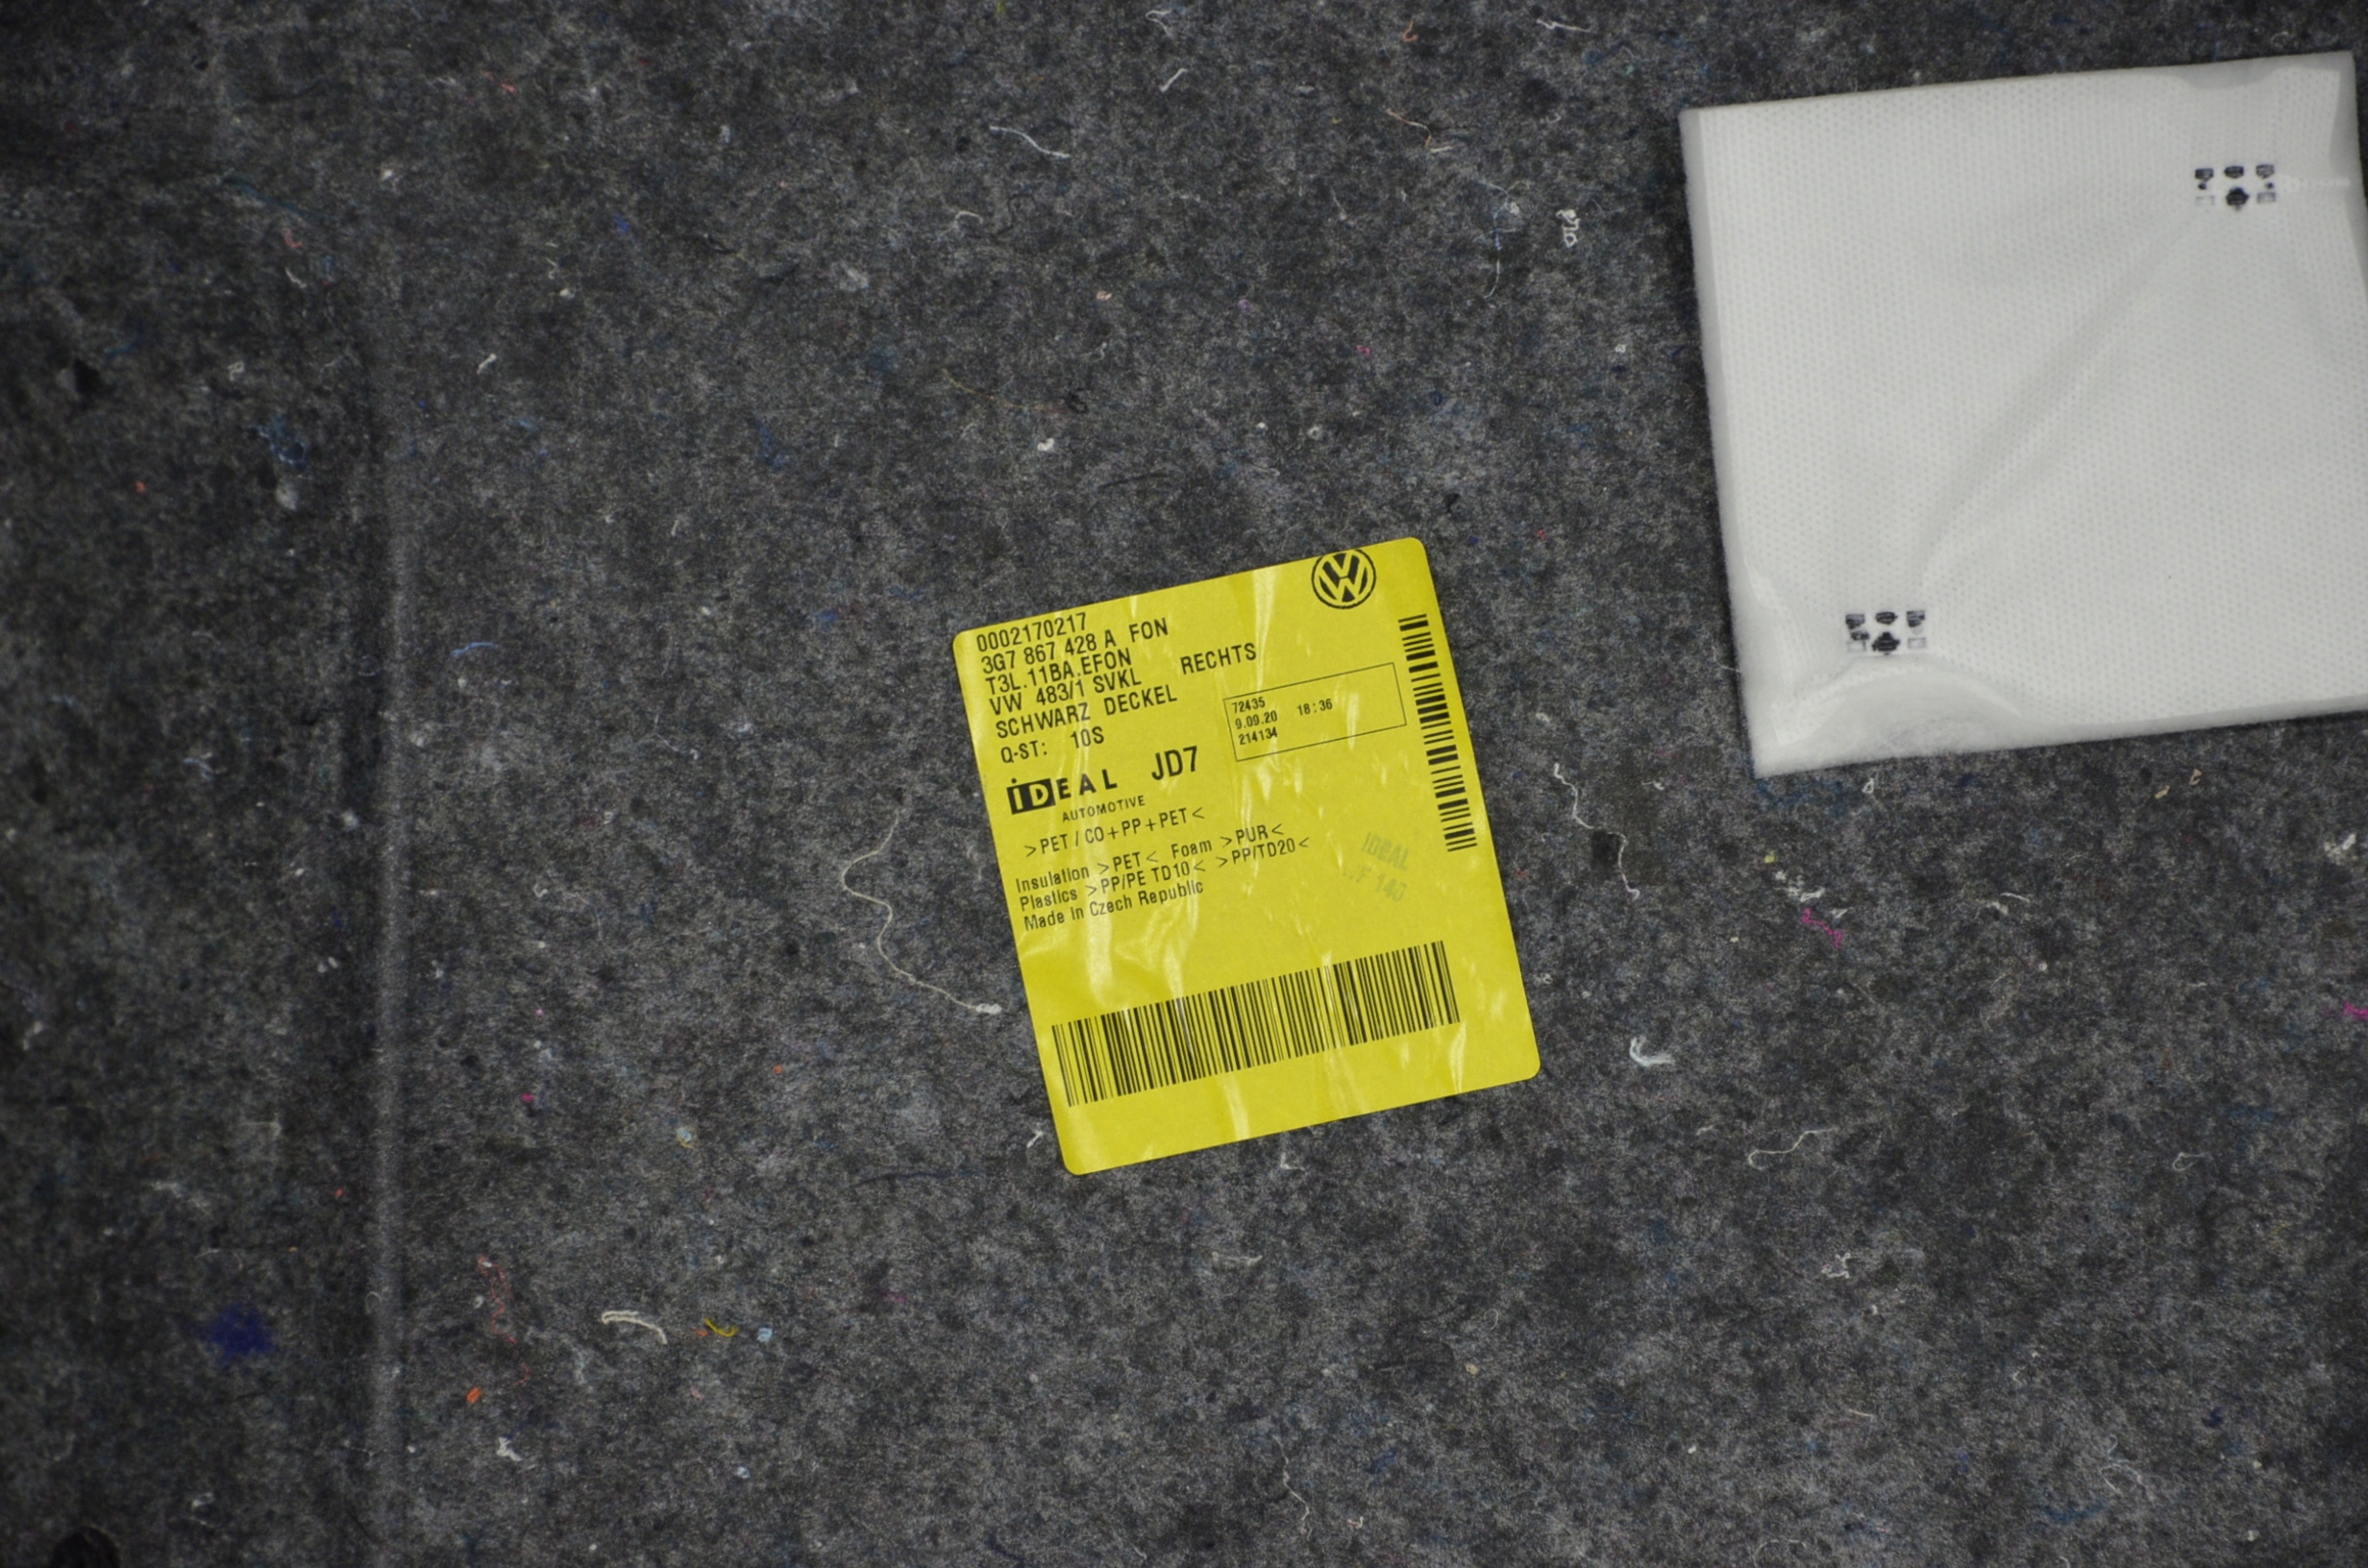 0002170217
3G7 867 428 A FON
T3L.11BA.EFON RECHTS
VW 483/1 SVKL
SCHWARZ DECKEL
Q-ST: 10S
72435
9.09.20 18:36
214134
iDEAL JD7
AUTOMOTIVE
>PET/CO+PP+PET<
Insulation >PET< Foam >PUR<
Plastics >PP/PE TD10< >PP/TD20<
Made in Czech Republic
IDEAL